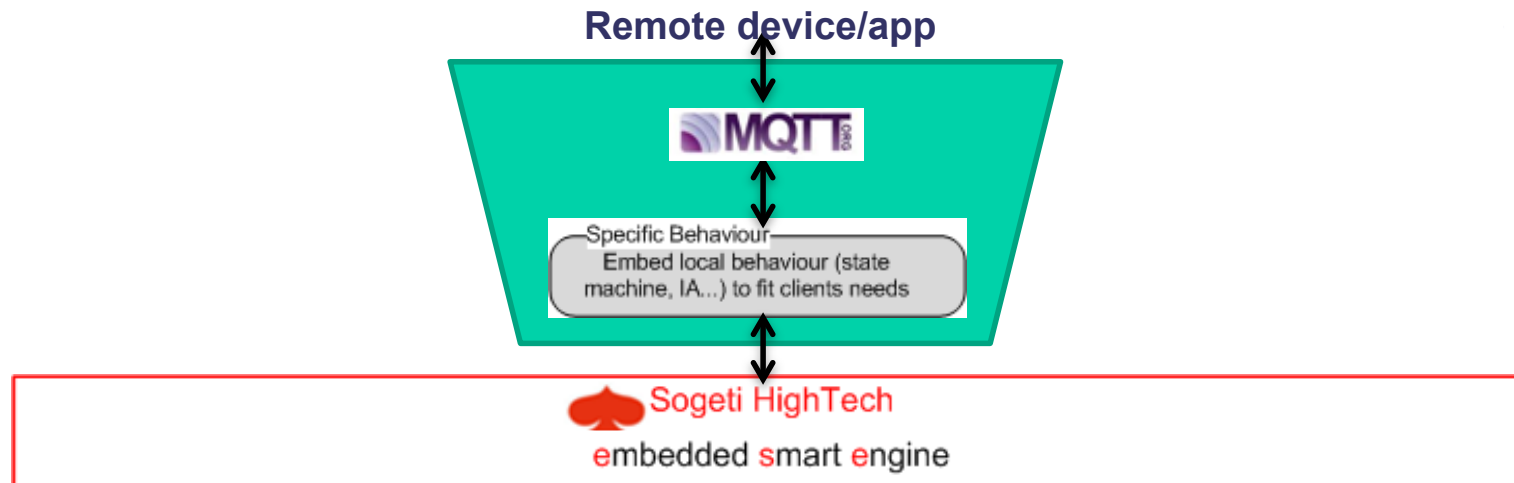 Remote device/app
MQTT.ORG
Specific Behaviour
Embed local behaviour (state
machine, IA...) to fit clients needs
Sogeti HighTech
embedded smart engine